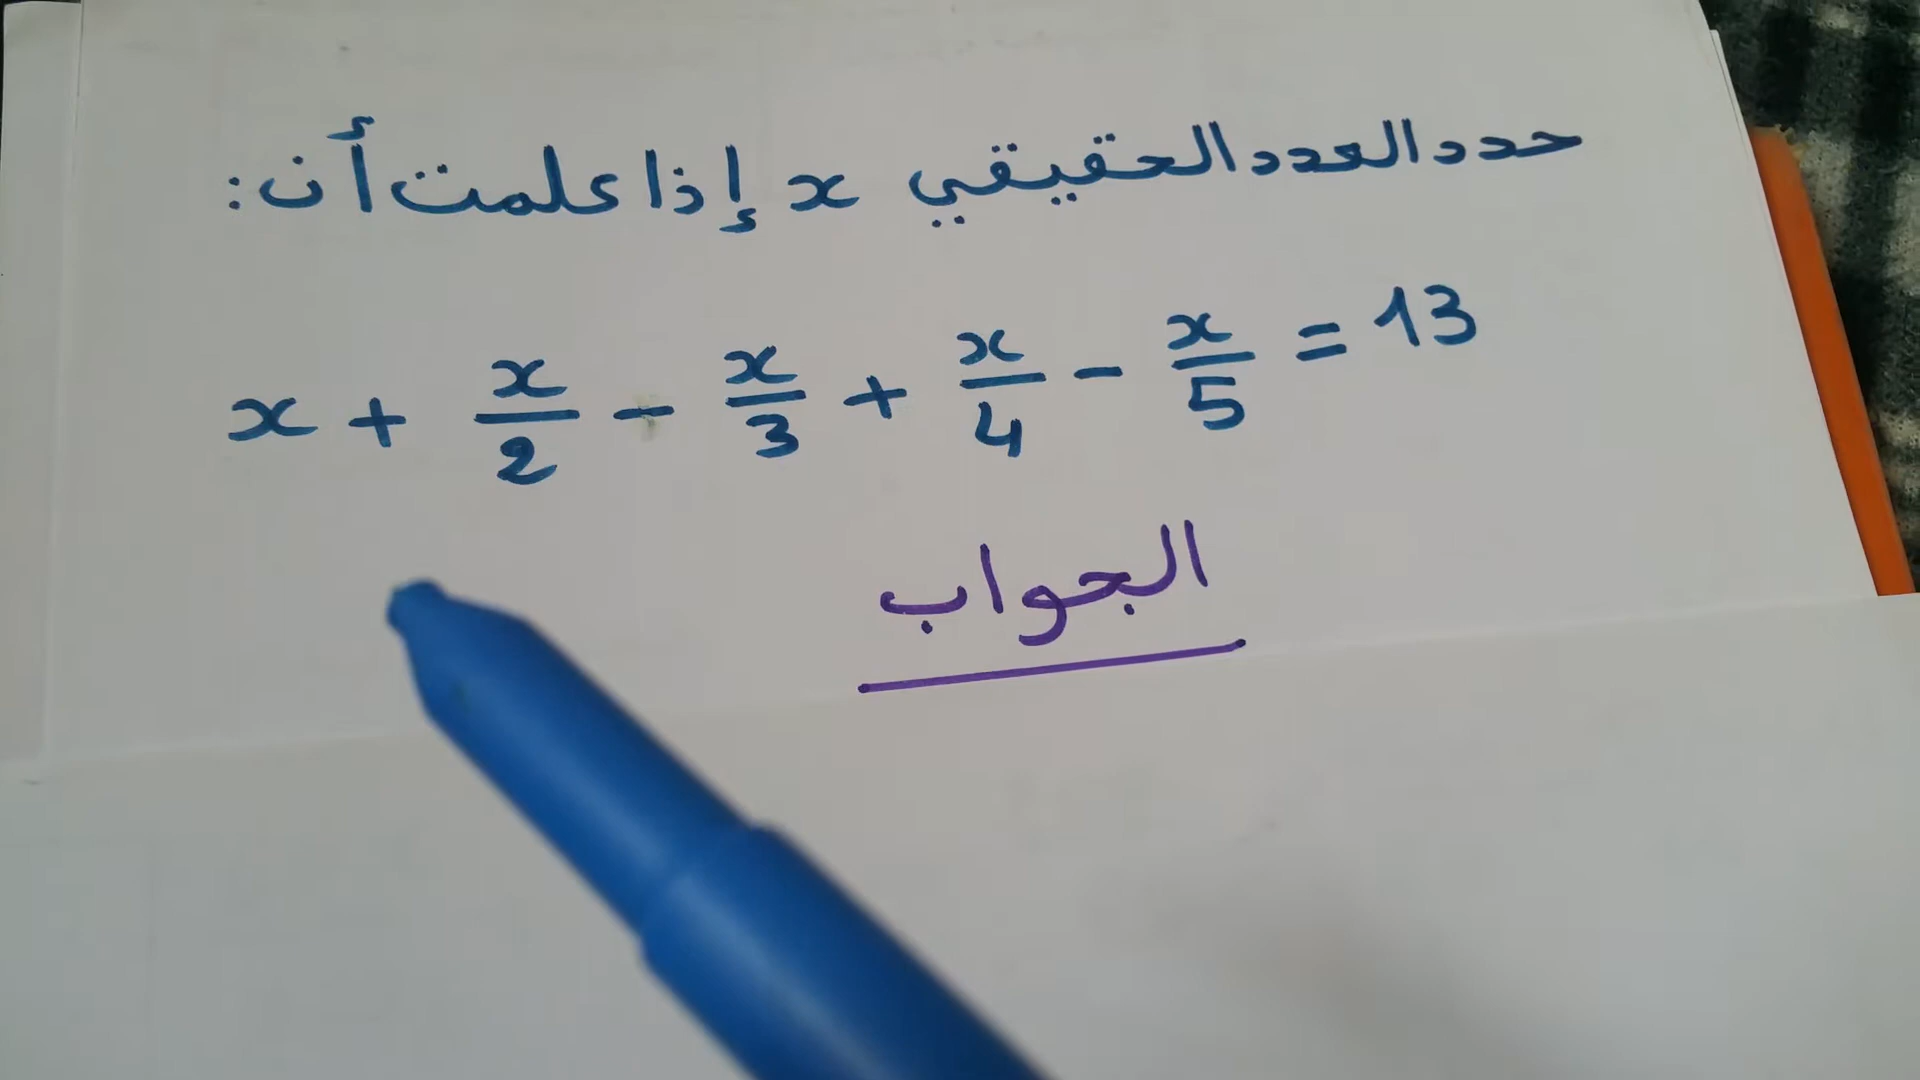 حدد العدد الحقيقي x إذا علمت أن:
x + x/2 - x/3 + x/4 - x/5 = 13
الجواب